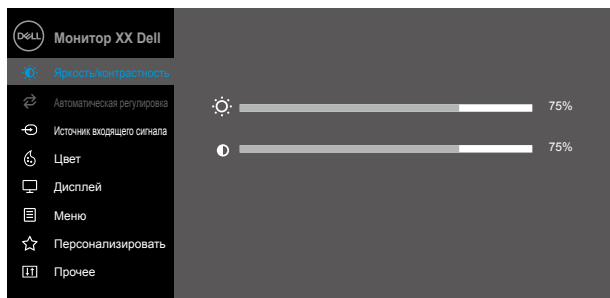 DELL
Монитор XX Dell
Яркость/контрастность
Автоматическая регулировка
Источник входящего сигнала
Цвет
Дисплей
Меню
Персонализировать
Прочее
75%
75%